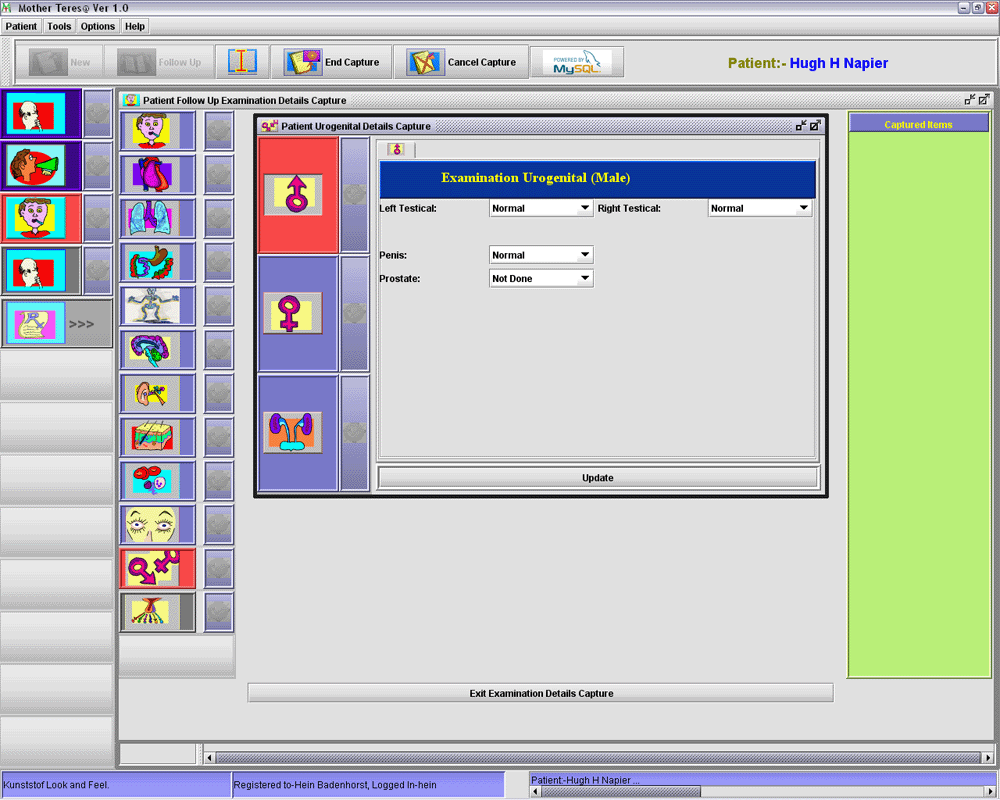 Mother Teres@ Ver 1.0
Patient Tools Options Help
New Follow Up End Capture Cancel Capture POWERED BY MySQL Patient:- Hugh H Napier
Patient Follow Up Examination Details Capture
Patient Urogenital Details Capture
Captured Items
Examination Urogenital (Male)
Left Testical: Normal Right Testical: Normal
Penis: Normal
Prostate: Not Done
>>>
Update
Exit Examination Details Capture
Kunststof Look and Feel. Registered to-Hein Badenhorst, Logged In-hein Patient:-Hugh H Napier ...